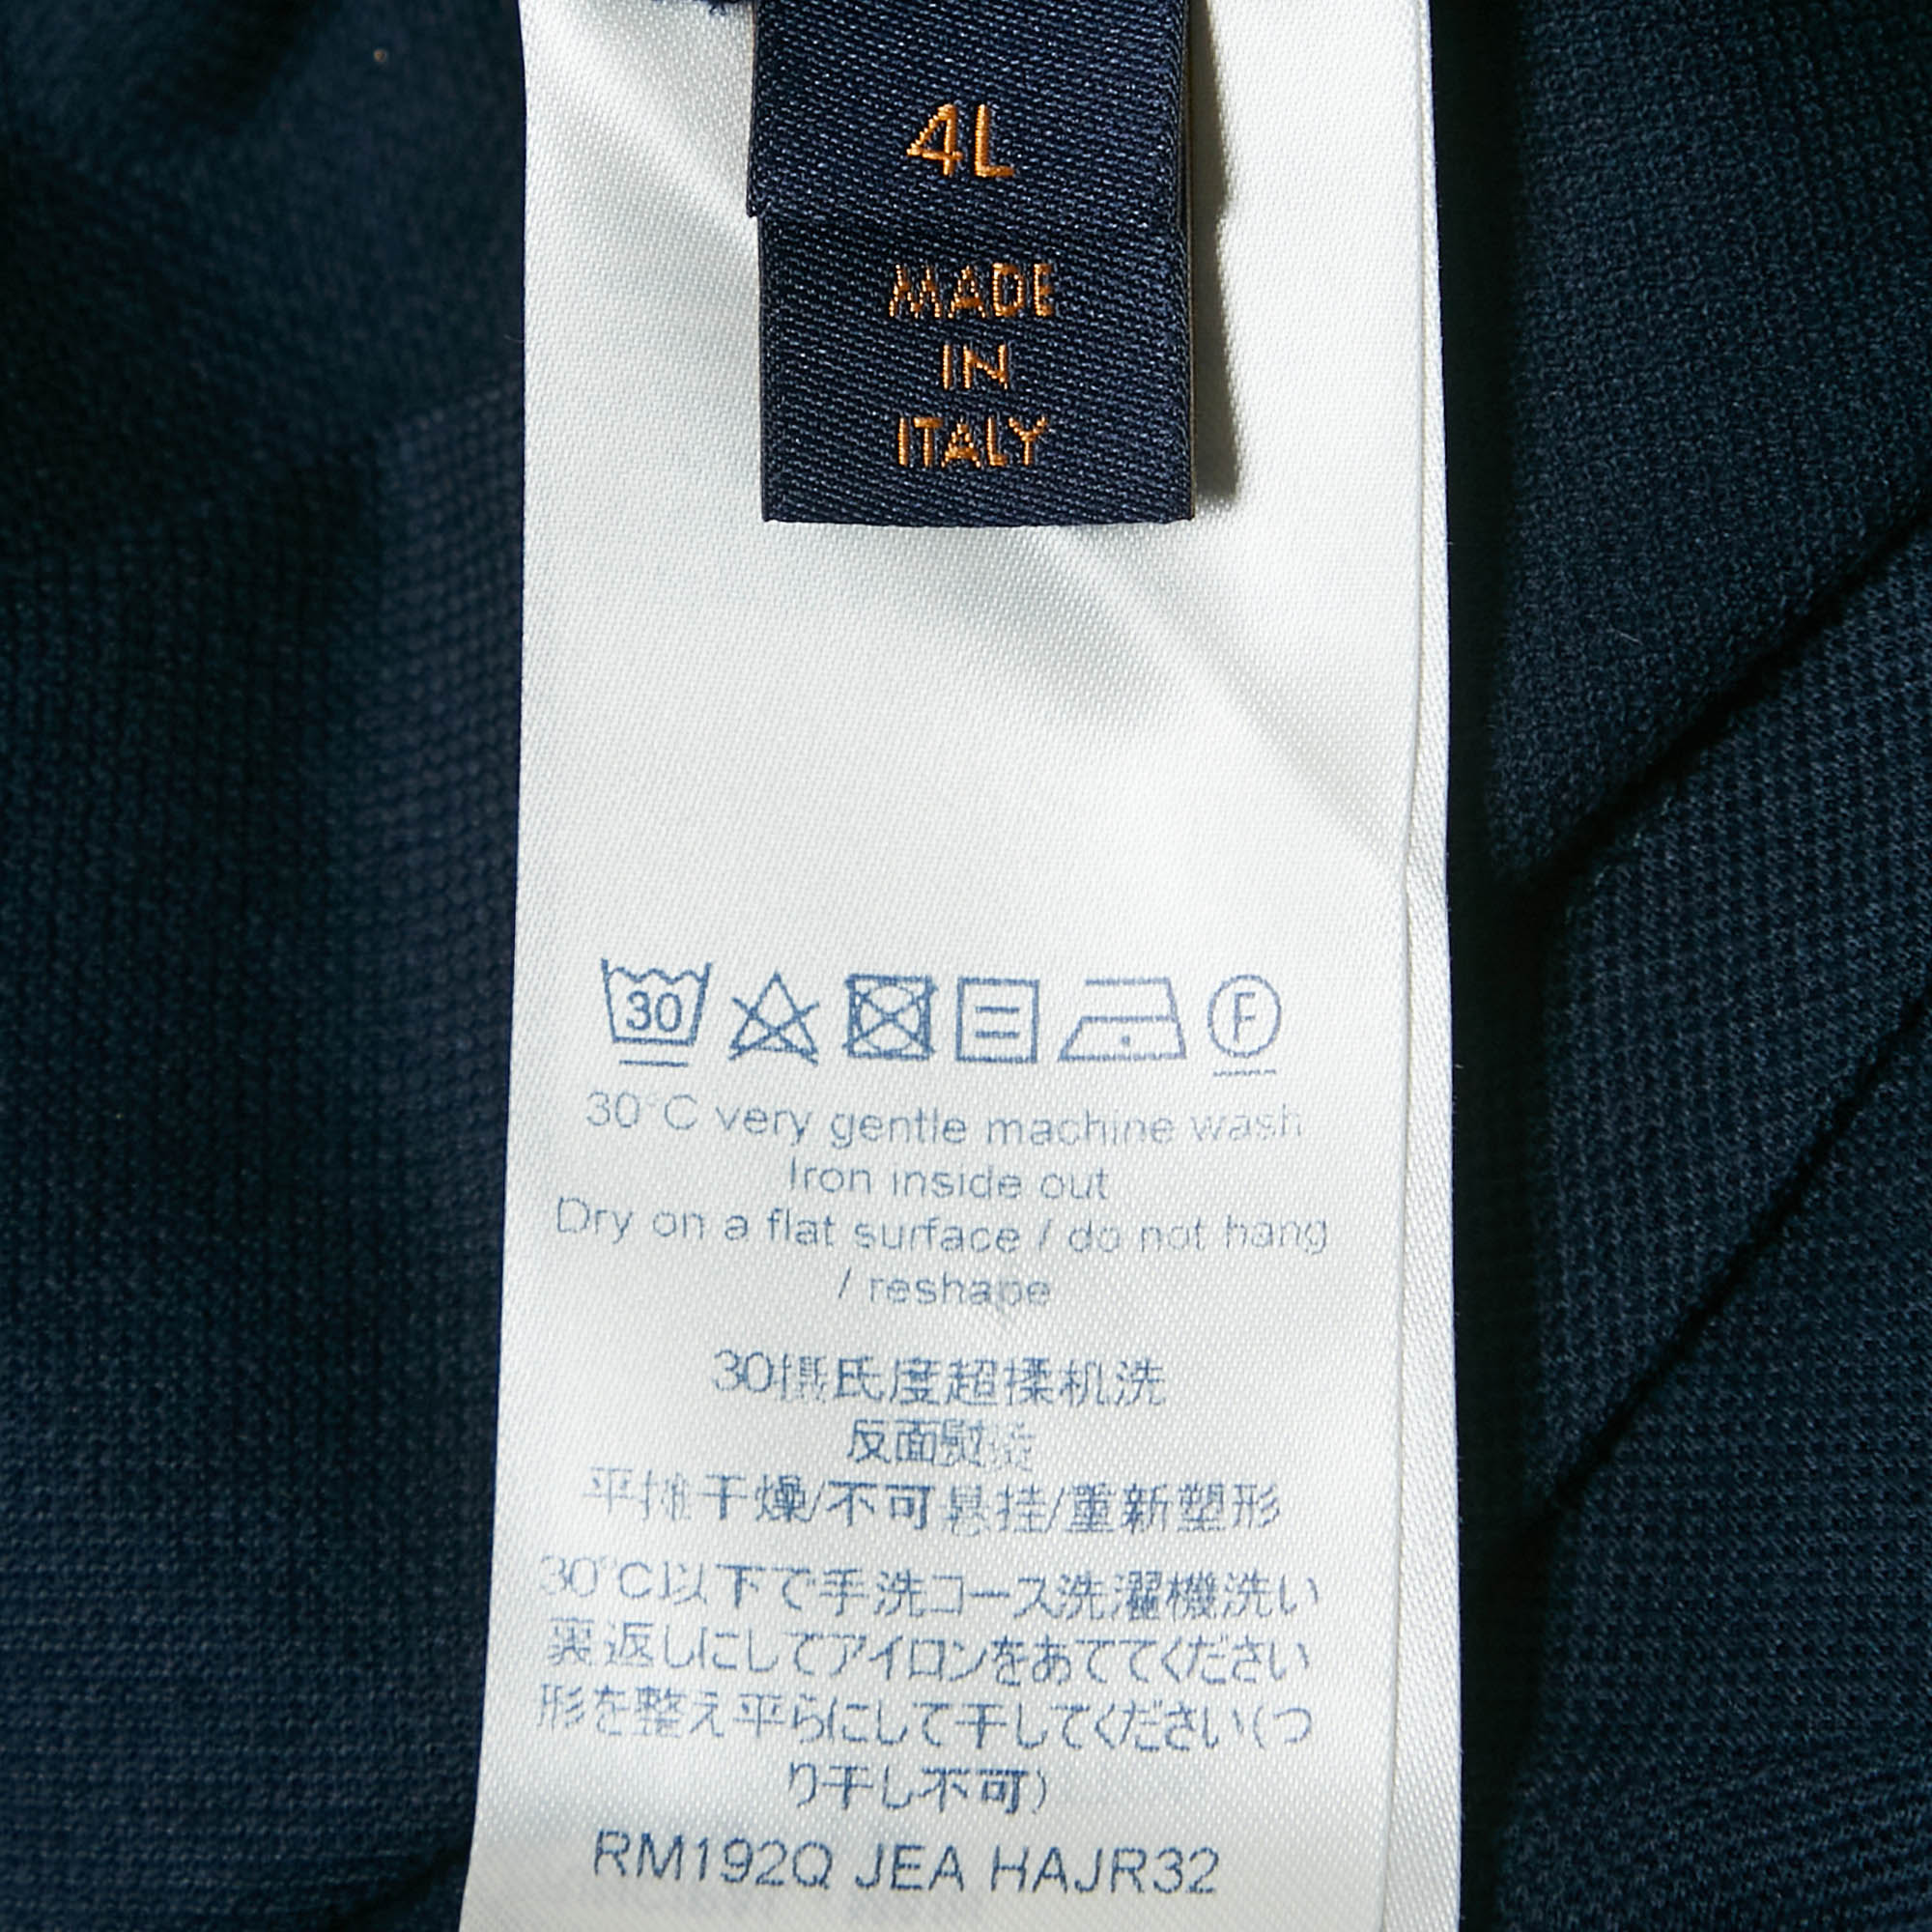 4L
MADE
IN
ITALY
30
F
30°C very gentle machine wash
Iron inside out
Dry on a flat surface / do not hang
/ reshape
30摄氏度超柔机洗
反面熨烫
平摊干燥/不可悬挂/重新塑形
30°C以下で手洗コース洗濯機洗い
裏返しにしてアイロンをあててください
形を整え平らにして干してください(つ
り干し不可)
RM192Q JEA HAJR32